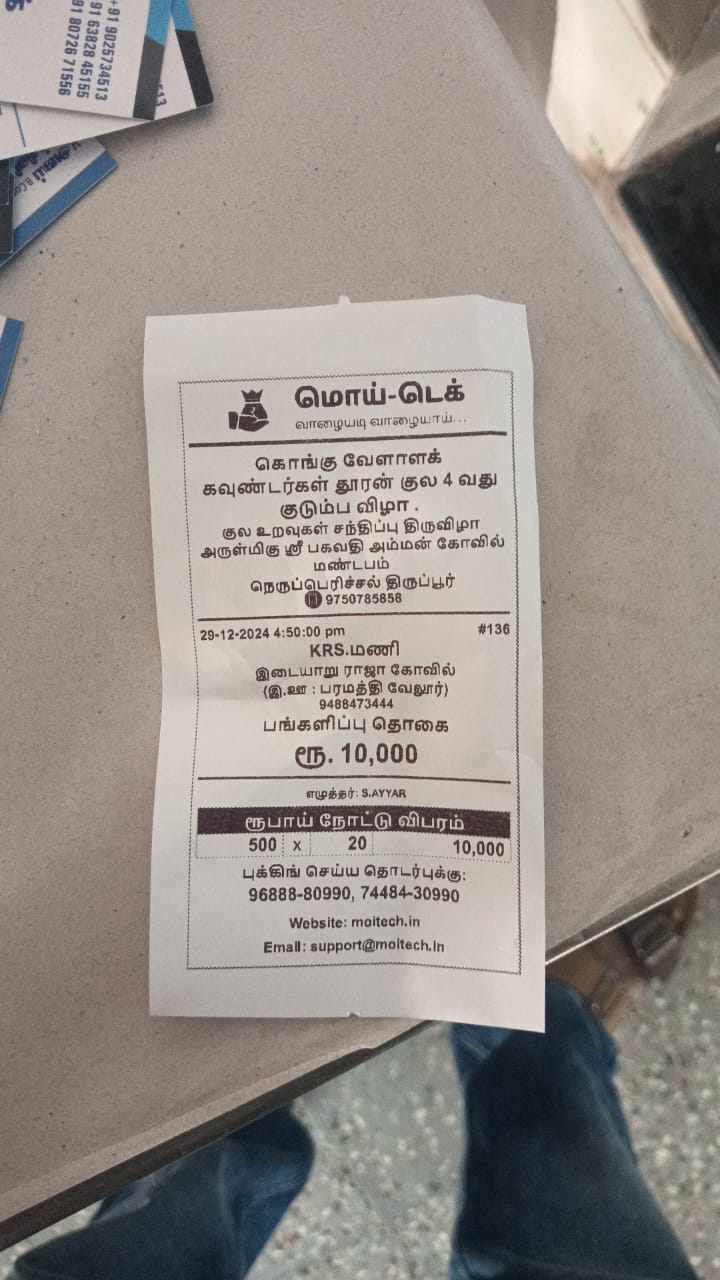 +91 9025734513
+91 63828 45155
91 80726 71556
மொய்-டெக்
வாழையடி வாழையாய்...
கொங்கு வேளாளக்
கவுண்டர்கள் தூரன் குல 4 வது
குடும்ப விழா .
குல உறவுகள் சந்திப்பு திருவிழா
அருள்மிகு ஸ்ரீ பகவதி அம்மன் கோவில்
மண்டபம்
நெருப்பெரிச்சல் திருப்பூர்
9750785858
29-12-2024 4:50:00 pm #136
KRS.மணி
இடையாறு ராஜா கோவில்
(இ.ஊ : பரமத்தி வேலூர்)
9488473444
பங்களிப்பு தொகை
ரூ. 10,000
எழுத்தர்: S.AYYAR
ரூபாய் நோட்டு விபரம்
500 x 20 10,000
புக்கிங் செய்ய தொடர்புக்கு:
96888-80990, 74484-30990
Website: moitech.in
Email: support@moitech.in